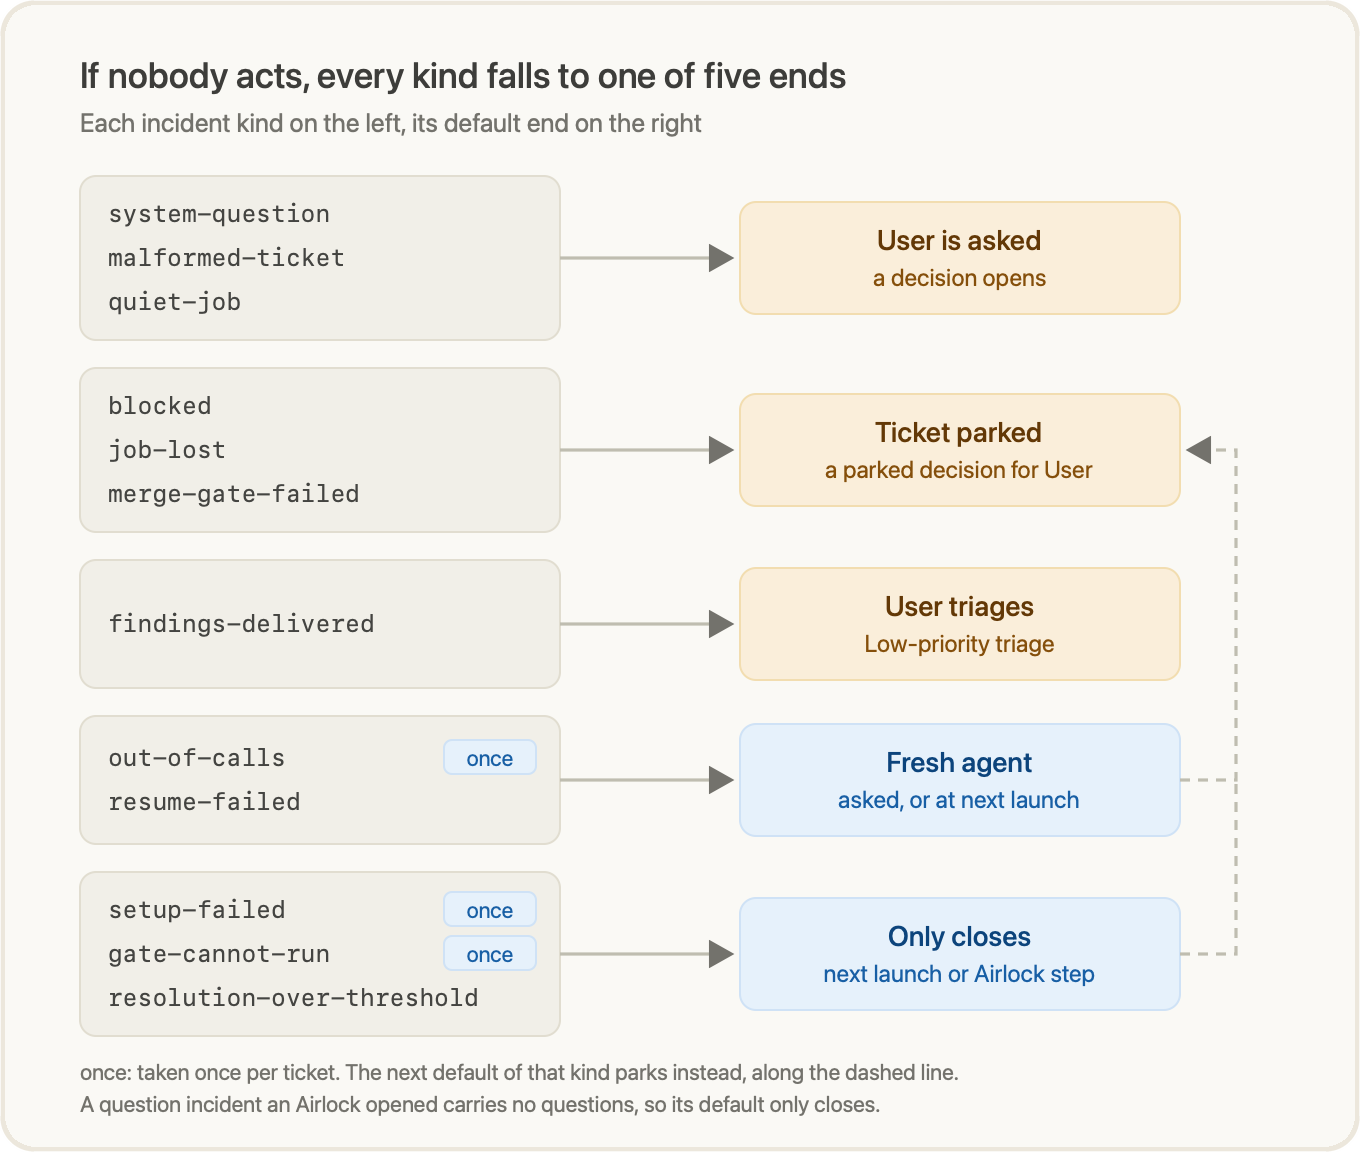 If nobody acts, every kind falls to one of five ends
Each incident kind on the left, its default end on the right
system-question
malformed-ticket
quiet-job
User is asked
a decision opens
blocked
job-lost
merge-gate-failed
Ticket parked
a parked decision for User
findings-delivered
User triages
Low-priority triage
out-of-calls
once
resume-failed
Fresh agent
asked, or at next launch
setup-failed
once
gate-cannot-run
once
resolution-over-threshold
Only closes
next launch or Airlock step
once: taken once per ticket. The next default of that kind parks instead, along the dashed line.
A question incident an Airlock opened carries no questions, so its default only closes.